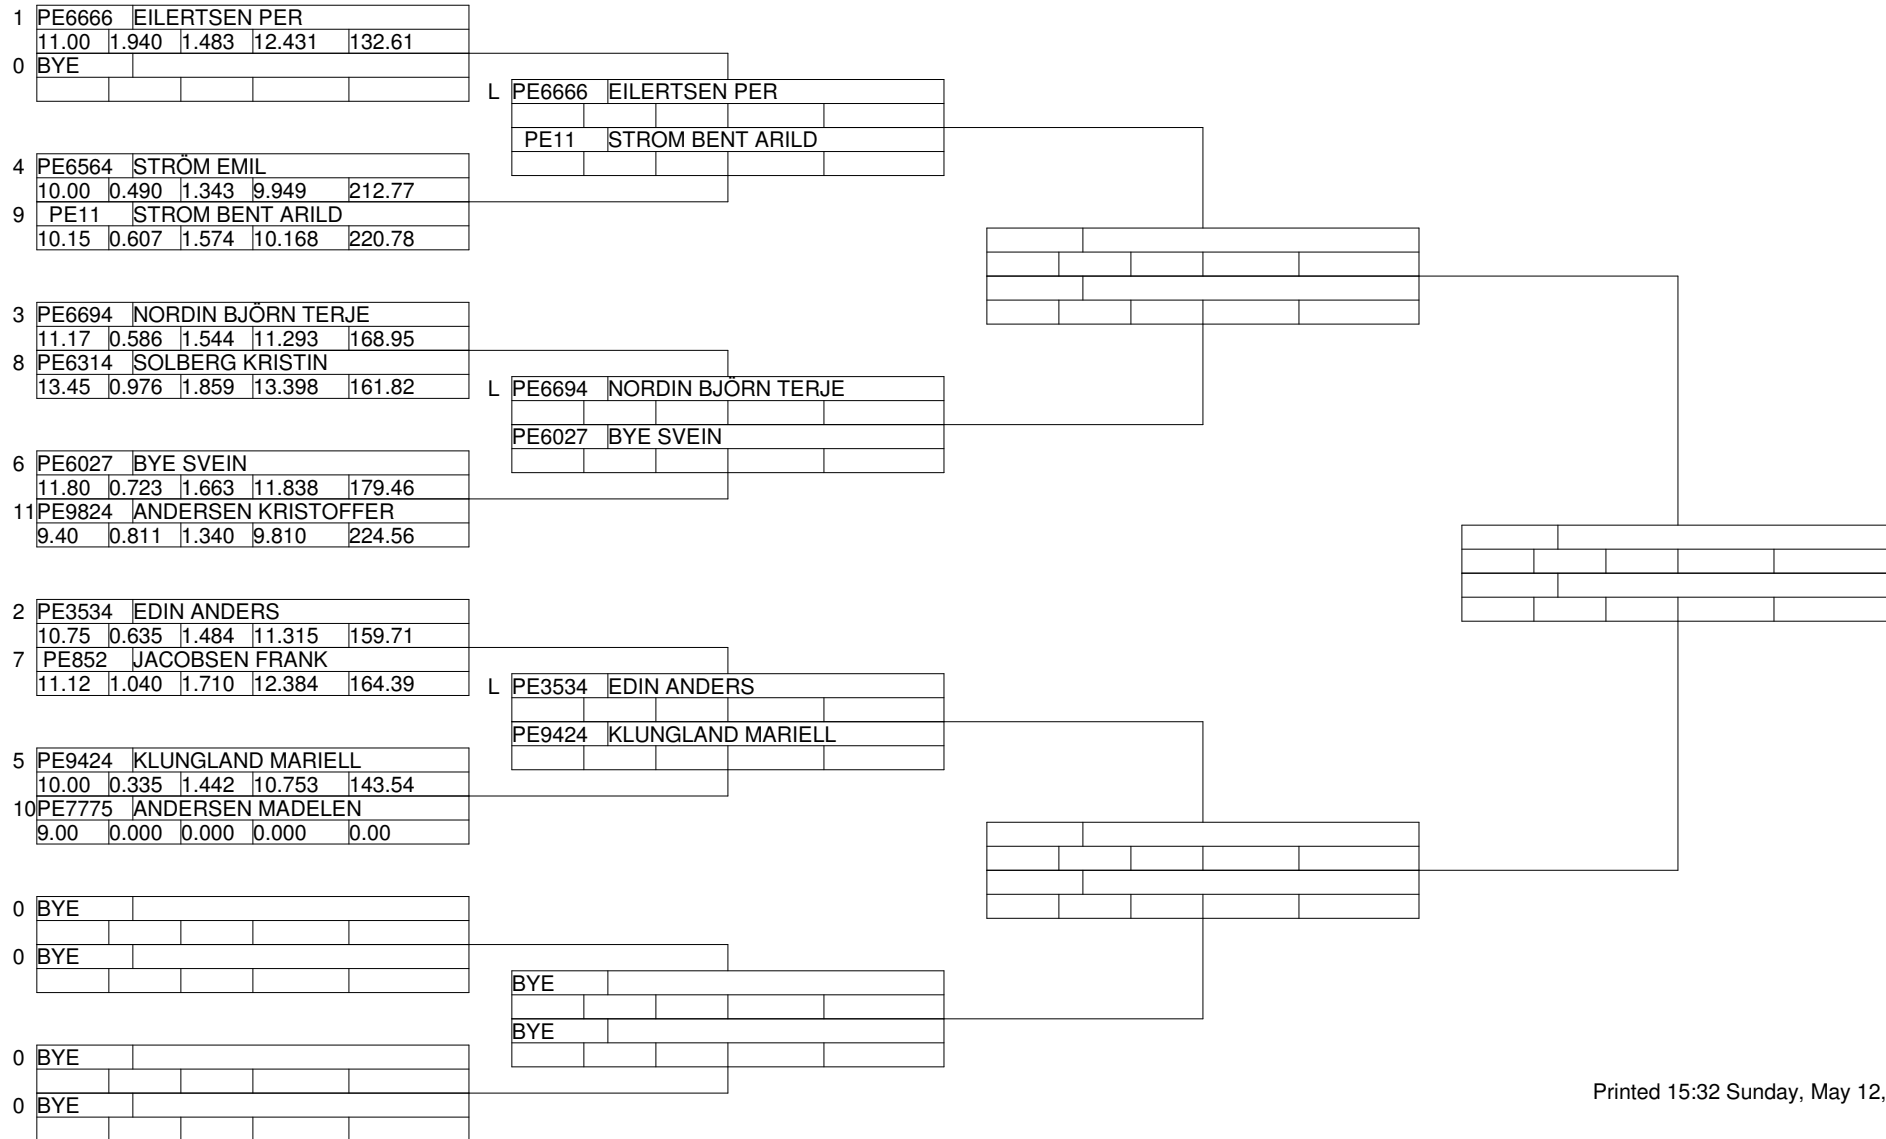 1 PE6666 EILERTSEN PER
11.00 1.940 1.483 12.431 132.61
0 BYE
L PE6666 EILERTSEN PER
PE11 STROM BENT ARILD
4 PE6564 STRÖM EMIL
10.00 0.490 1.343 9.949 212.77
9 PE11 STROM BENT ARILD
10.15 0.607 1.574 10.168 220.78
3 PE6694 NORDIN BJÖRN TERJE
11.17 0.586 1.544 11.293 168.95
8 PE6314 SOLBERG KRISTIN
13.45 0.976 1.859 13.398 161.82
L PE6694 NORDIN BJÖRN TERJE
PE6027 BYE SVEIN
6 PE6027 BYE SVEIN
11.80 0.723 1.663 11.838 179.46
11 PE9824 ANDERSEN KRISTOFFER
9.40 0.811 1.340 9.810 224.56
2 PE3534 EDIN ANDERS
10.75 0.635 1.484 11.315 159.71
7 PE852 JACOBSEN FRANK
11.12 1.040 1.710 12.384 164.39
L PE3534 EDIN ANDERS
PE9424 KLUNGLAND MARIELL
5 PE9424 KLUNGLAND MARIELL
10.00 0.335 1.442 10.753 143.54
10 PE7775 ANDERSEN MADELEN
9.00 0.000 0.000 0.000 0.00
0 BYE
0 BYE
BYE
BYE
0 BYE
0 BYE
Printed 15:32 Sunday, May 12,